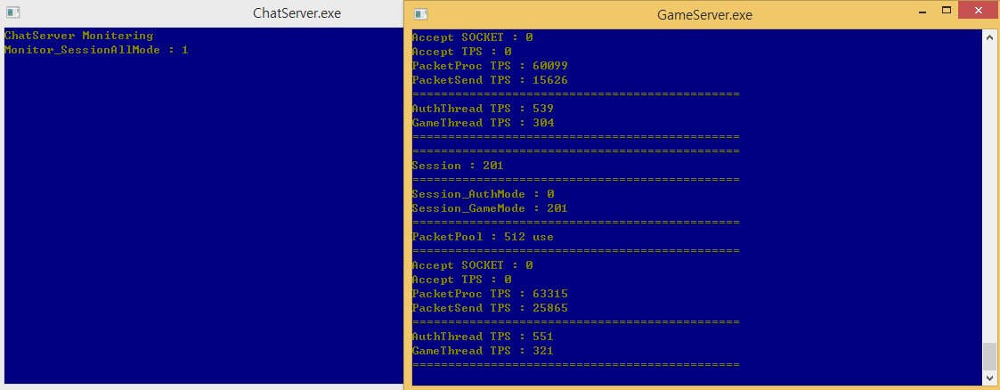 ChatServer.exe
ChatServer Monitering
Monitor_SessionAllMode : 1
GameServer.exe
Accept SOCKET : 0
Accept TPS : 0
PacketProc TPS : 60099
PacketSend TPS : 15626
==============================================
AuthThread TPS : 539
GameThread TPS : 304
==============================================
==============================================
Session : 201
==============================================
Session_AuthMode : 0
Session_GameMode : 201
==============================================
PacketPool : 512 use
==============================================
Accept SOCKET : 0
Accept TPS : 0
PacketProc TPS : 63315
PacketSend TPS : 25865
==============================================
AuthThread TPS : 551
GameThread TPS : 321
==============================================